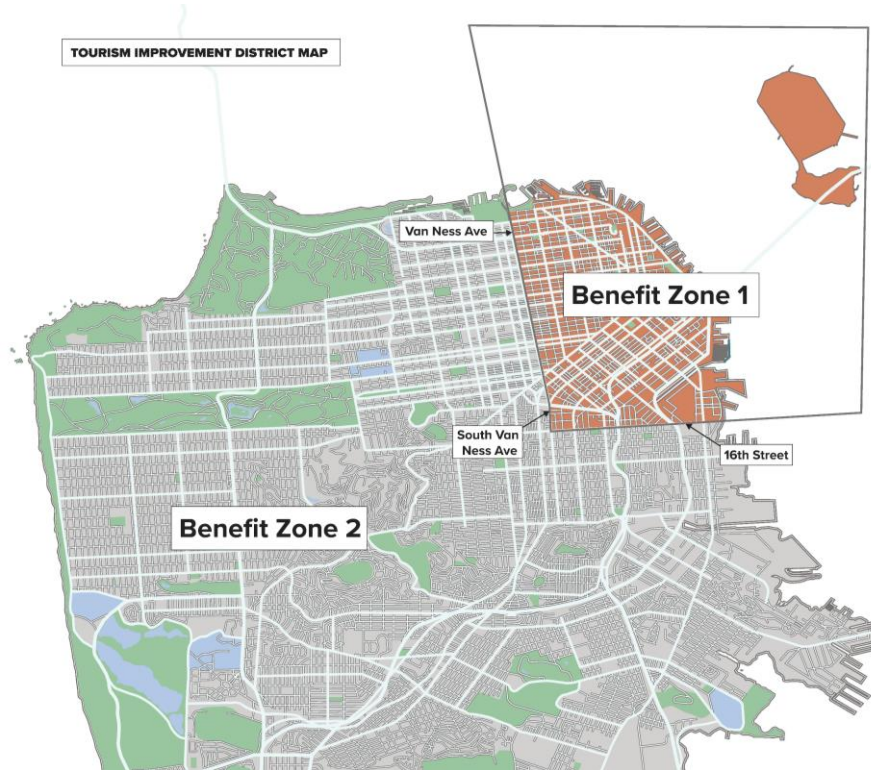 TOURISM IMPROVEMENT DISTRICT MAP
Van Ness Ave
Benefit Zone 1
South Van
Ness Ave
16th Street
Benefit Zone 2